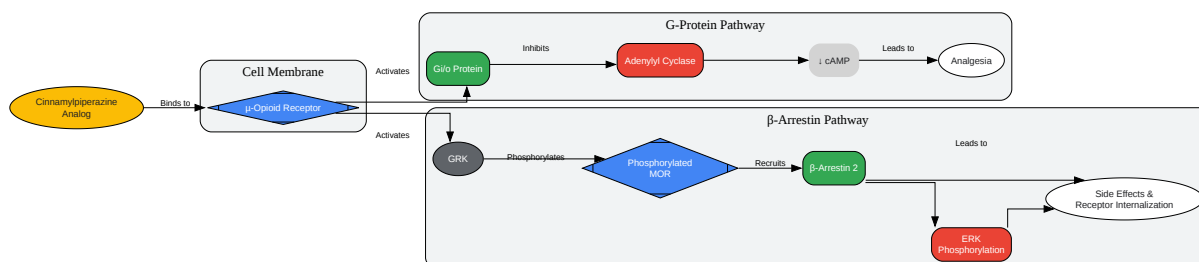 G-Protein Pathway
Cell Membrane
Activates
Gi/o Protein
Inhibits
Adenylyl Cyclase
↓ cAMP
Leads to
Analgesia
Cinnamylpiperazine
Analog
Binds to
μ-Opioid Receptor
β-Arrestin Pathway
Activates
GRK
Phosphorylates
Phosphorylated
MOR
Recruits
β-Arrestin 2
Leads to
Side Effects &
Receptor Internalization
ERK
Phosphorylation